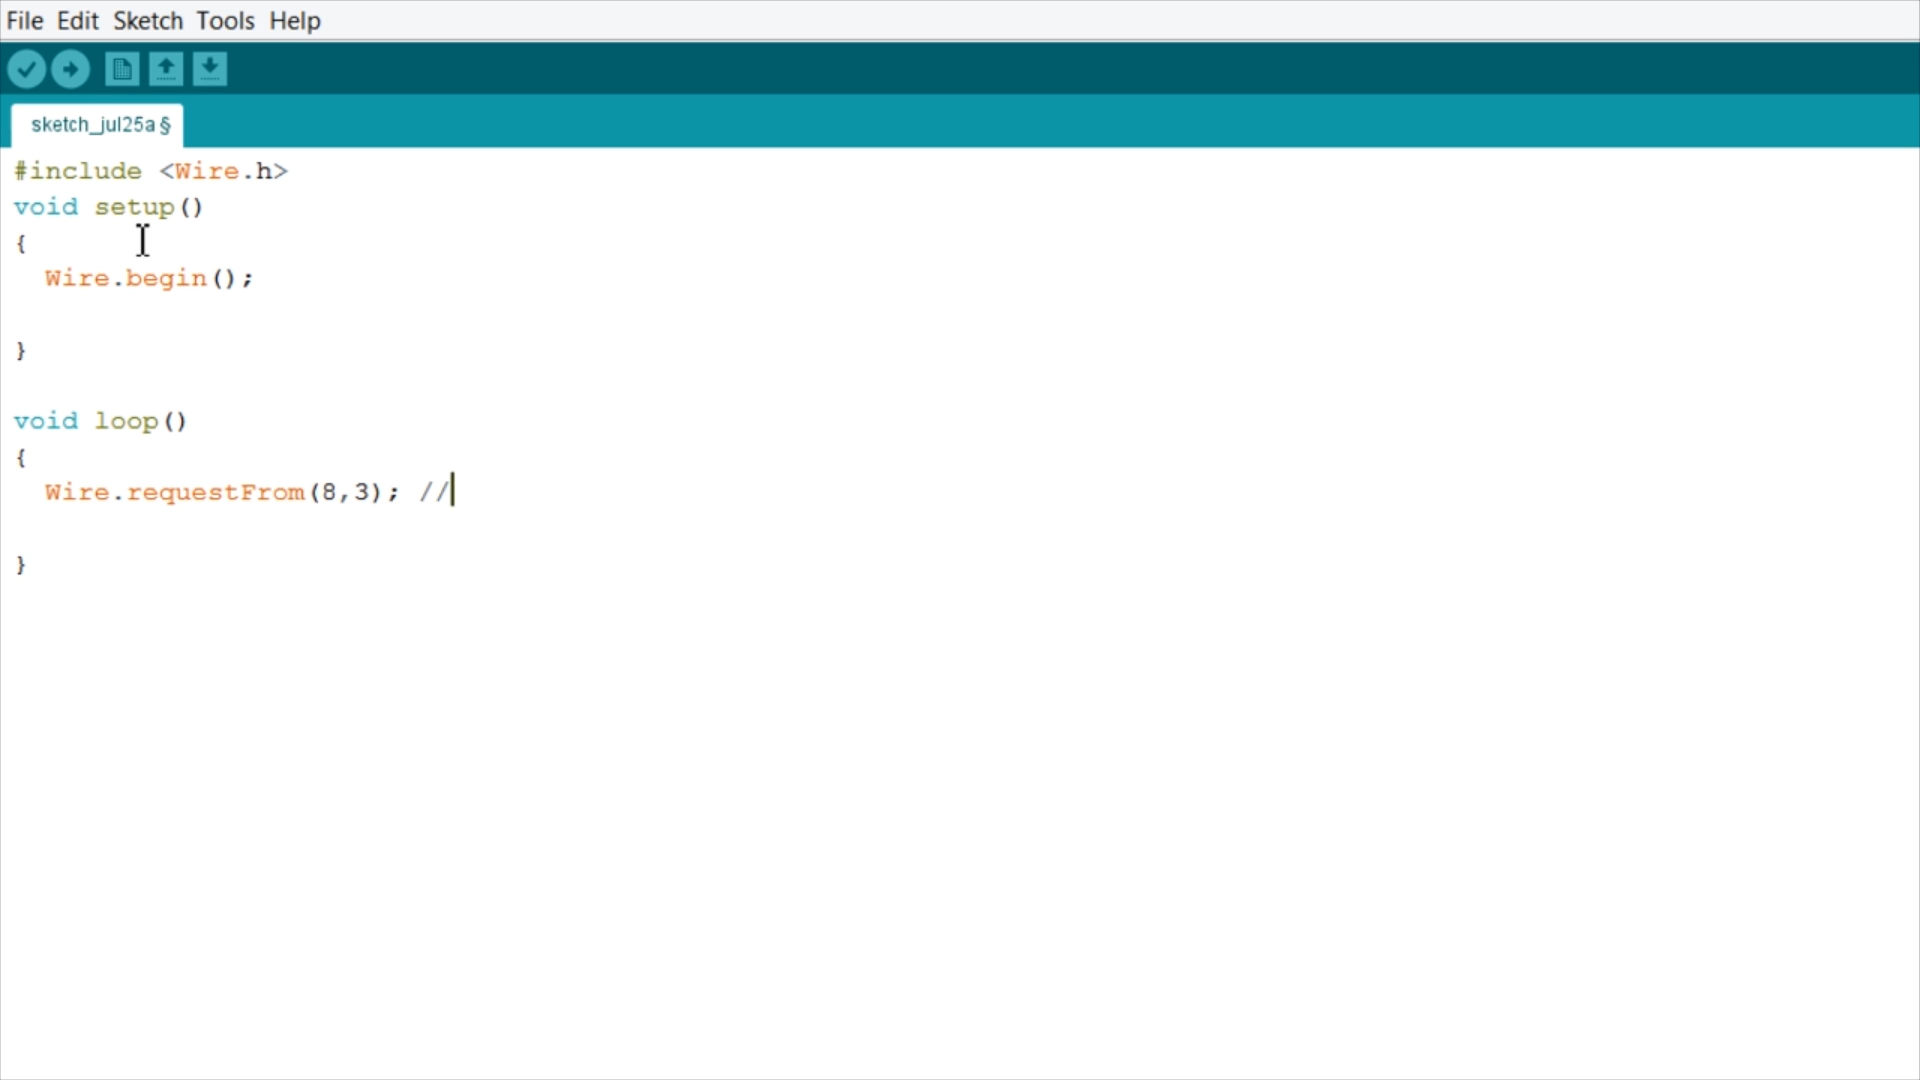 File Edit Sketch Tools Help
sketch_jul25a §
#include <Wire.h>
void setup()
{
Wire.begin();
}
void loop()
{
Wire.requestFrom(8,3); //
}